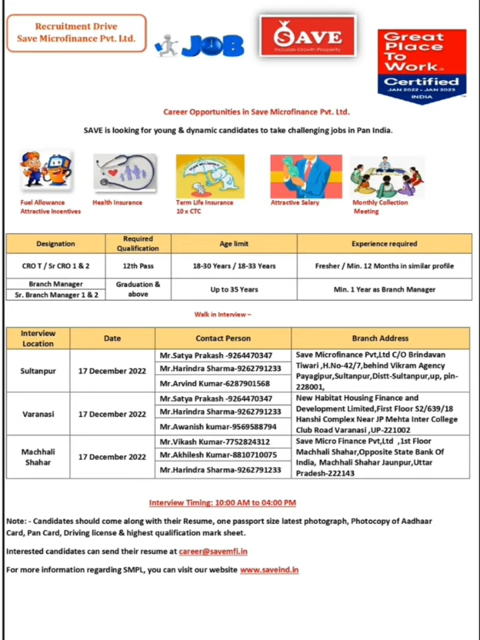 Recruitment Drive
Save Microfinance Pvt. Ltd.
JOB
SAVE
Inclusive Growth Prosperity
Great
Place
To
Work®
Certified
JAN 2022 - JAN 2023
INDIA
Career Opportunities in Save Microfinance Pvt. Ltd.
SAVE is looking for young & dynamic candidates to take challenging jobs in Pan India.
Fuel Allowance
Attractive Incentives
Health Insurance
Term Life Insurance
10 x CTC
Attractive Salary
Monthly Collection
Meeting
Designation Required Qualification Age limit Experience required
CRO T / Sr CRO 1 & 2 12th Pass 18-30 Years / 18-33 Years Fresher / Min. 12 Months in similar profile
Branch Manager Graduation & above Up to 35 Years Min. 1 Year as Branch Manager
Sr. Branch Manager 1 & 2
Walk in Interview –
Interview Location Date Contact Person Branch Address
Sultanpur 17 December 2022
Mr.Satya Prakash -9264470347
Mr.Harindra Sharma-9262791233
Mr.Arvind Kumar-6287901568
Save Microfinance Pvt,Ltd C/O Brindavan
Tiwari ,H.No-42/7,behind Vikram Agency
Payagipur,Sultanpur,Distt-Sultanpur,up, pin-
228001,
Varanasi 17 December 2022
Mr.Satya Prakash -9264470347
Mr.Harindra Sharma-9262791233
Mr.Awanish kumar-9569588794
New Habitat Housing Finance and
Development Limited,First Floor S2/639/18
Hanshi Complex Near JP Mehta Inter College
Club Road Varanasi ,UP-221002
Machhali Shahar 17 December 2022
Mr.Vikash Kumar-7752824312
Mr.Akhilesh Kumar-8810710075
Mr.Harindra Sharma-9262791233
Save Micro Finance Pvt,Ltd ,1st Floor
Machhali Shahar,Opposite State Bank Of
India, Machhali Shahar Jaunpur,Uttar
Pradesh-222143
Interview Timing: 10:00 AM to 04:00 PM
Note: - Candidates should come along with their Resume, one passport size latest photograph, Photocopy of Aadhaar
Card, Pan Card, Driving license & highest qualification mark sheet.
Interested candidates can send their resume at career@savemfi.in
For more information regarding SMPL, you can visit our website www.saveind.in